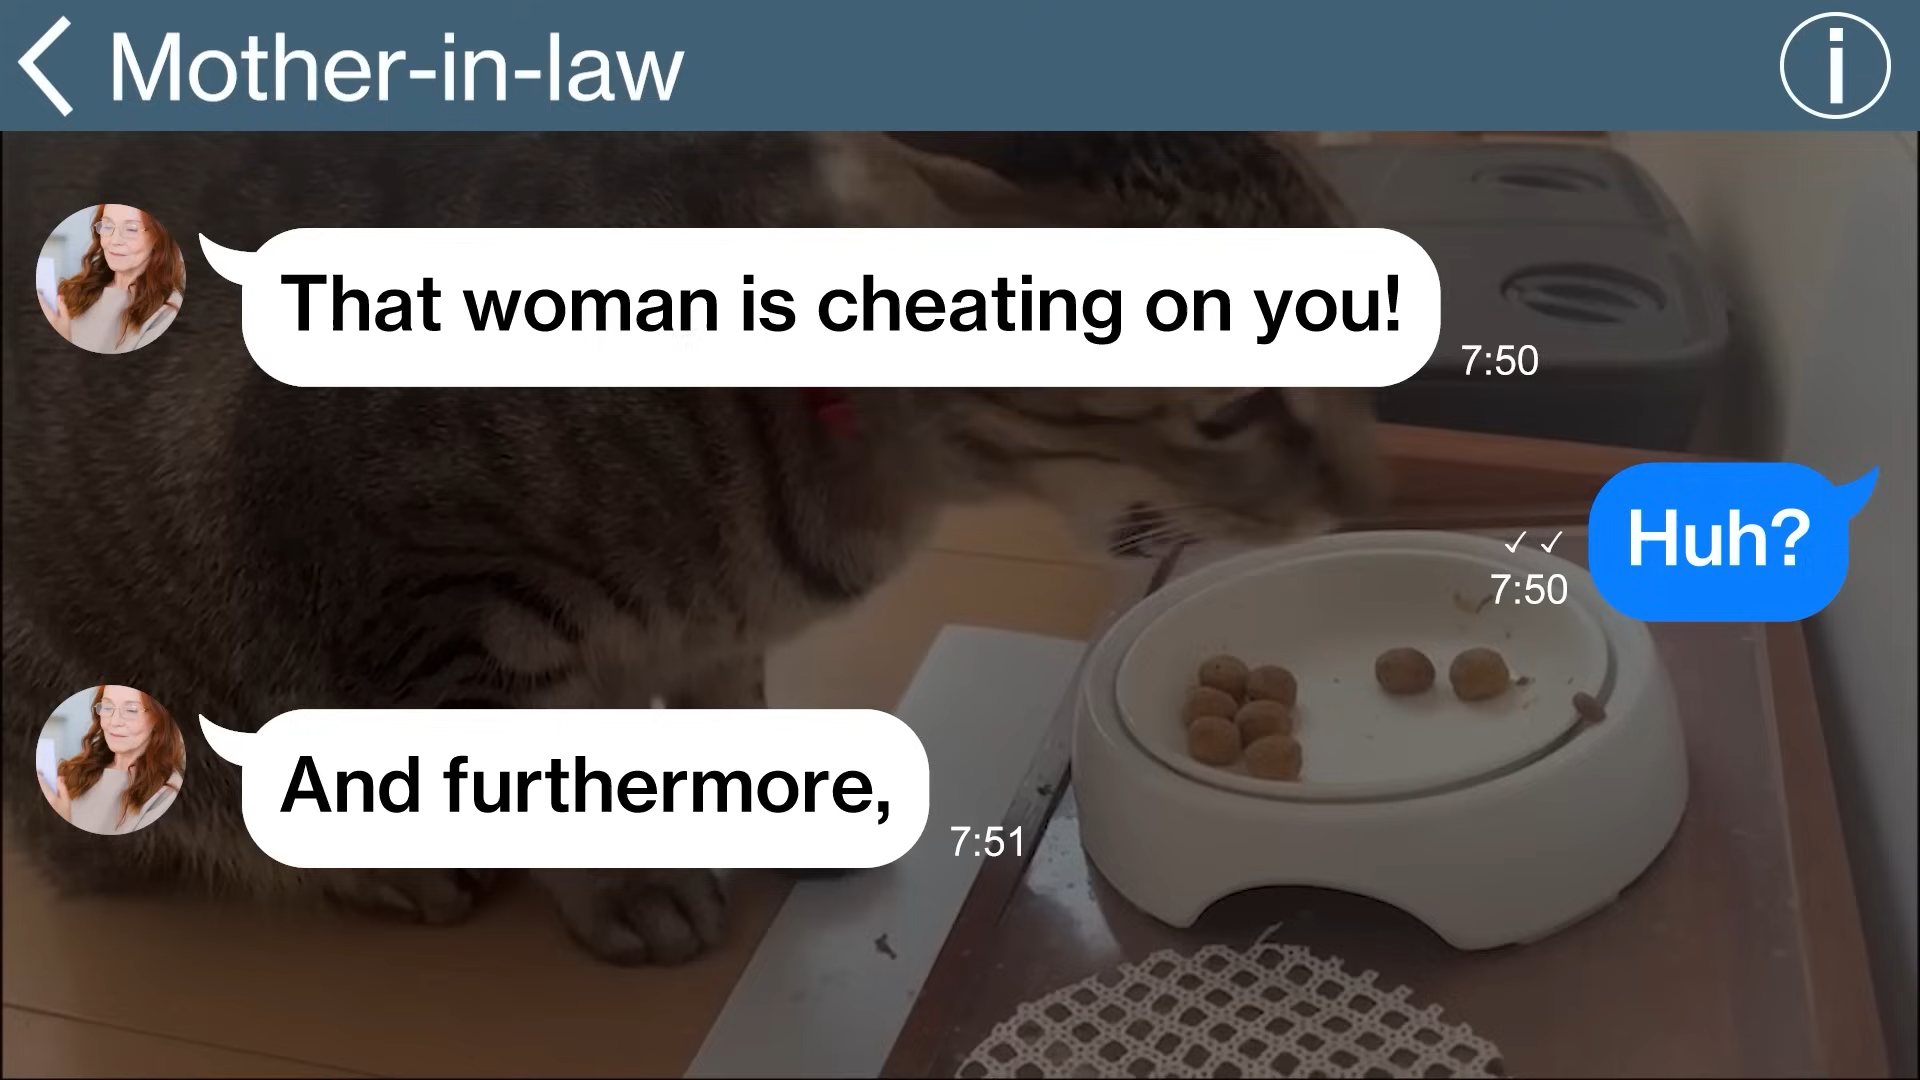 Mother-in-law
That woman is cheating on you!
7:50
Huh?
✓ ✓
7:50
And furthermore,
7:51